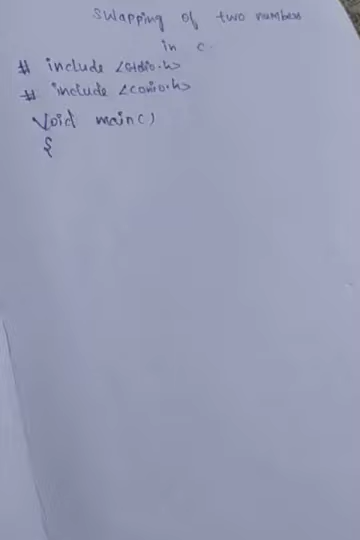 Swapping of two numbers
in c.
# include <stdio.h>
# include <conio.h>
Void main()
{